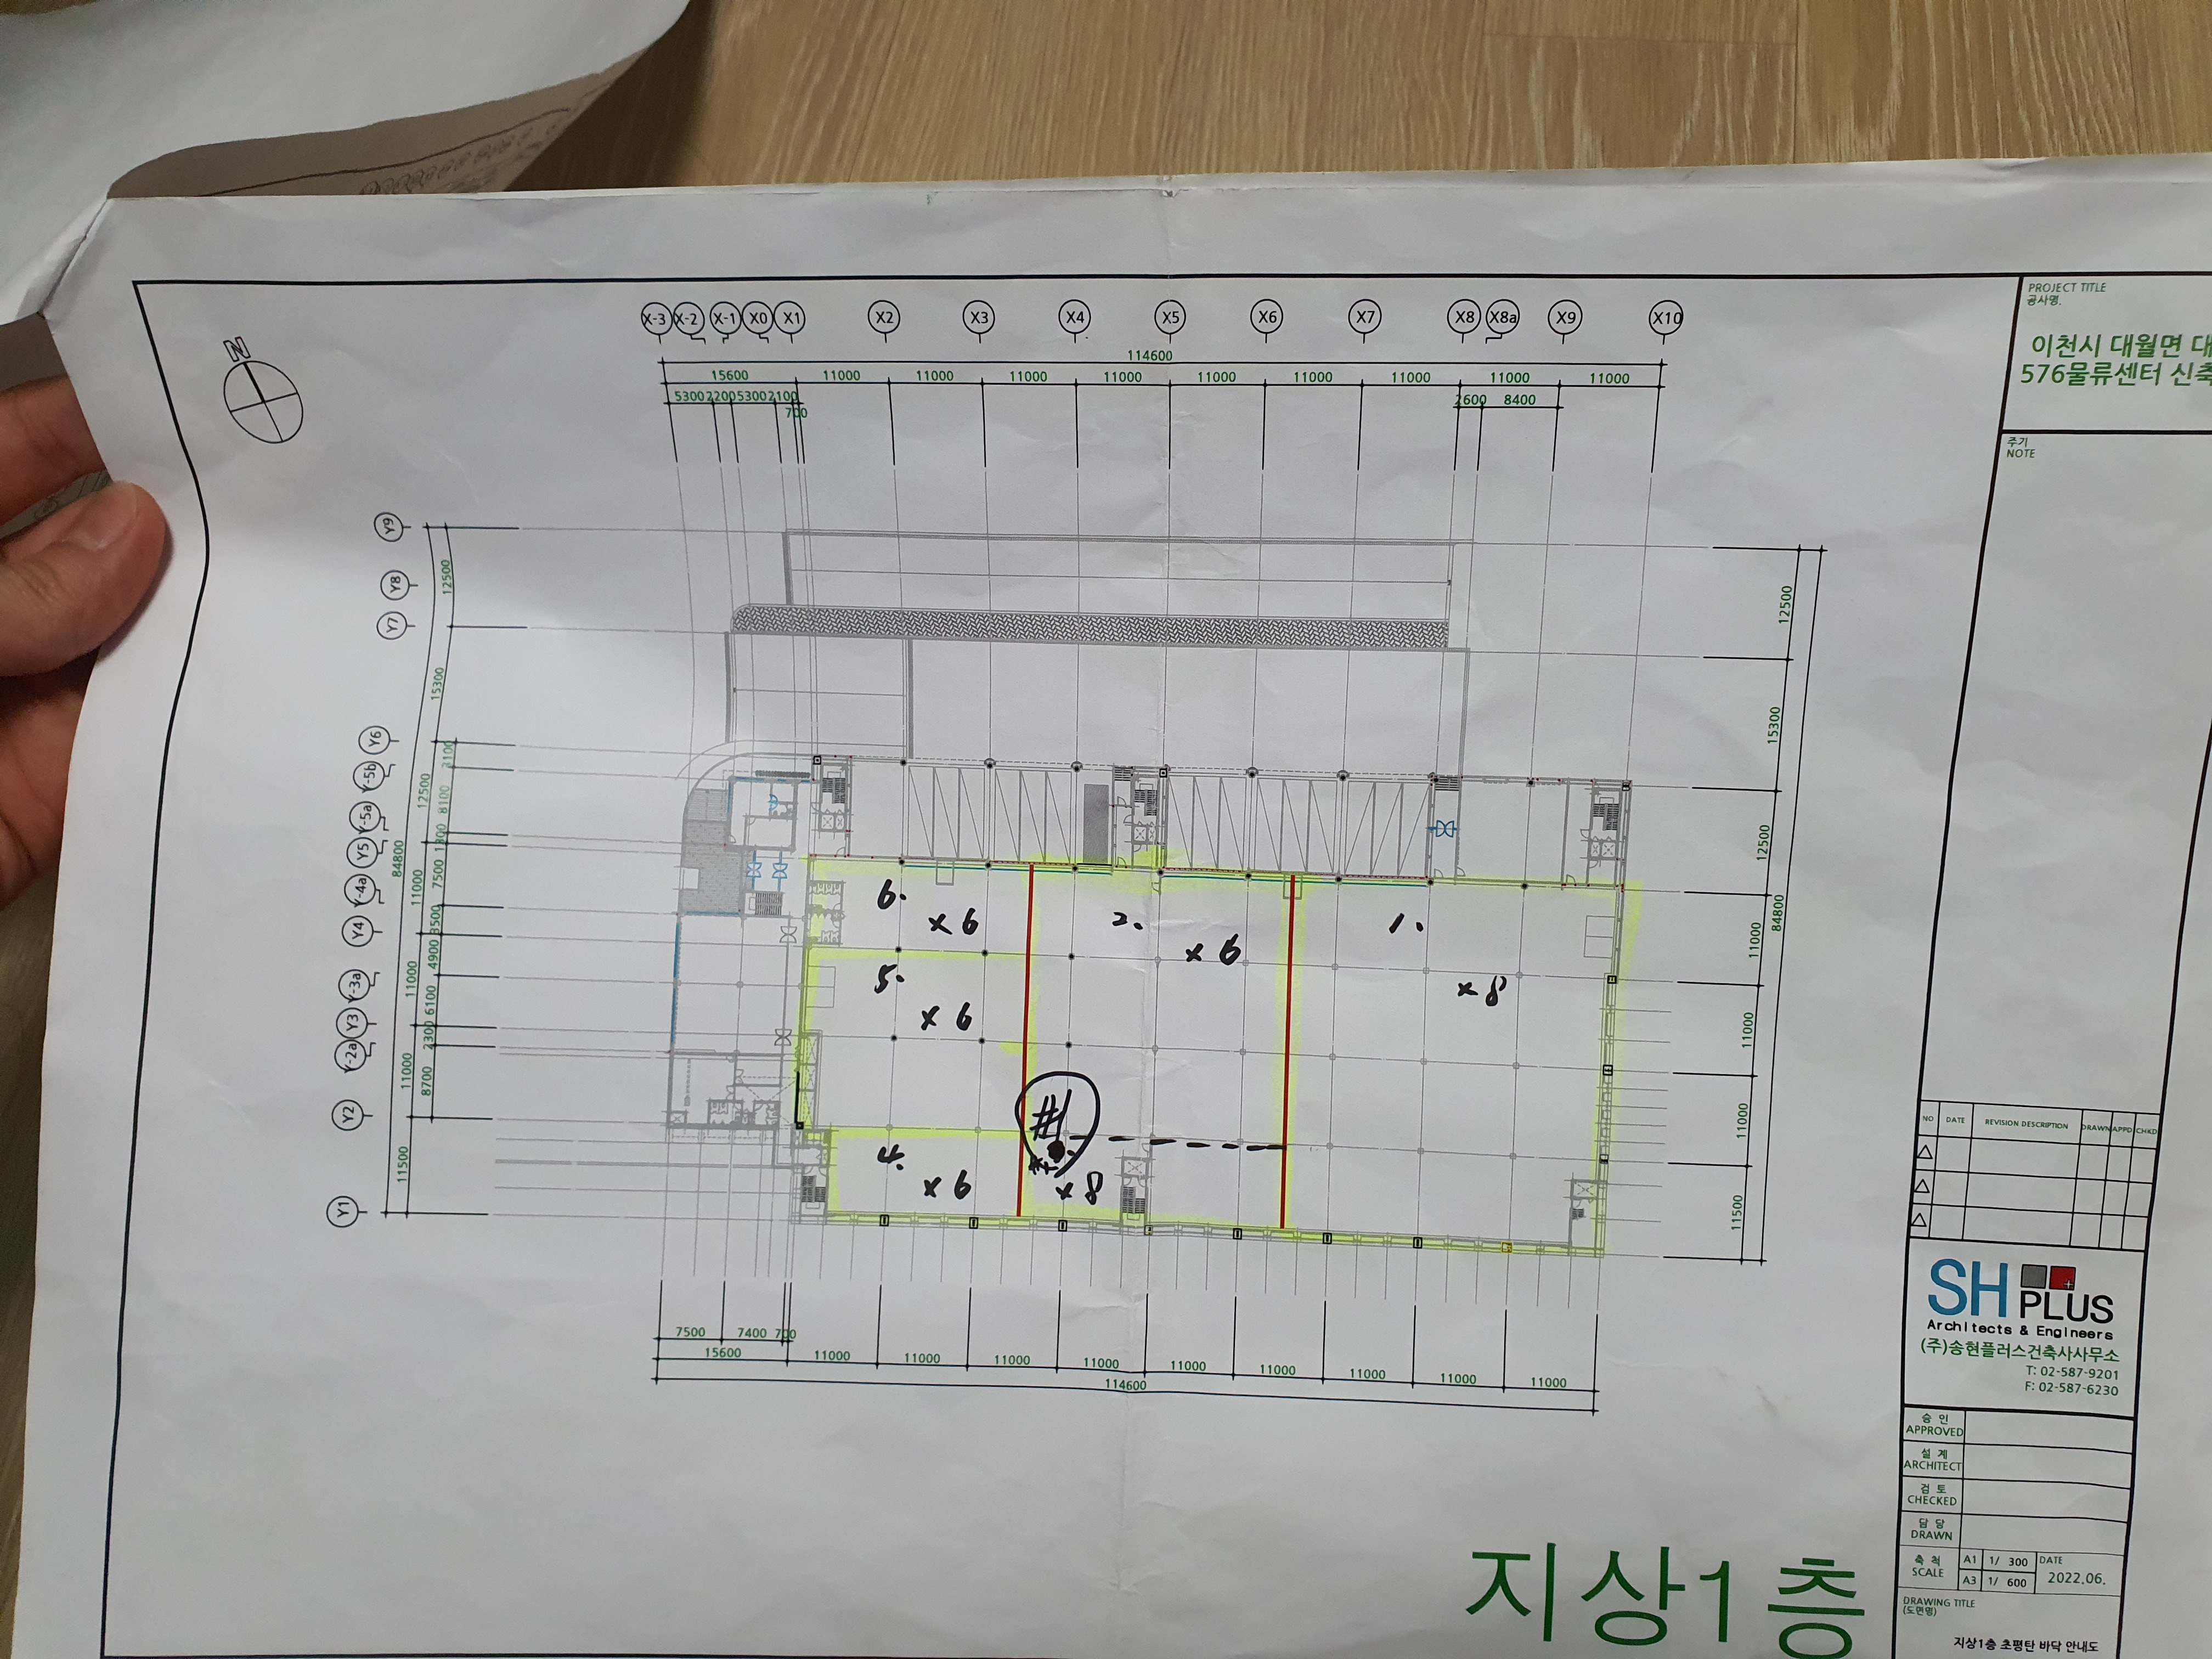 N
X-3 X-2 X-1 X0 X1 X2 X3 X4 X5 X6 X7 X8 X8a X9 X10
114600
15600 11000 11000 11000 11000 11000 11000 11000 11000 11000
5300 2200 5300 2100 2600 8400
700
Y9
Y8
Y7
Y6
Y-5b
Y-5a
Y5
Y-4a
Y4
Y-3a
Y3
Y-2a
Y2
Y1
84800
12500
15300
12500
11000
11000
11000
11500
2100
8100
1300
7500
3500
4900
6100
2300
8700
6.
x 6
5.
x 6
4.
x 6
2.
x 6
1.
x 8
#1
x 8
12500
15300
12500
11000
11000
11000
11500
84800
7500 7400 700
15600 11000 11000 11000 11000 11000 11000 11000 11000 11000
114600
지상1층
PROJECT TITLE
공사명.
이천시 대월면
576물류센터 신축
주기
NOTE
NO DATE REVISION DESCRIPTION DRAWN APPD CHKD
SH PLUS
Architects & Engineers
(주)송현플러스건축사사무소
T: 02-587-9201
F: 02-587-6230
승 인
APPROVED
설 계
ARCHITECT
검 토
CHECKED
담 당
DRAWN
축 척
SCALE
A1 1/ 300
A3 1/ 600
DATE
2022.06.
DRAWING TITLE
(도면명)
지상1층 초평탄 바닥 안내도